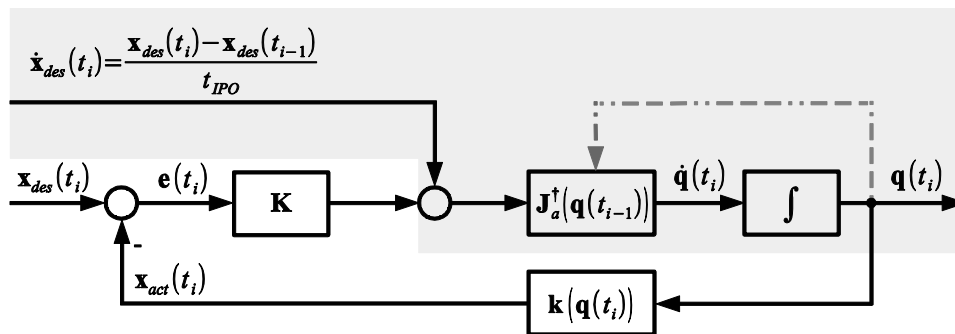 ẋ_des(t_i)=(x_des(t_i)−x_des(t_{i−1}))/t_IPO
x_des(t_i)
e(t_i)
K
J_a^†(q(t_{i−1}))
q̇(t_i)
∫
q(t_i)
-
x_act(t_i)
k(q(t_i))